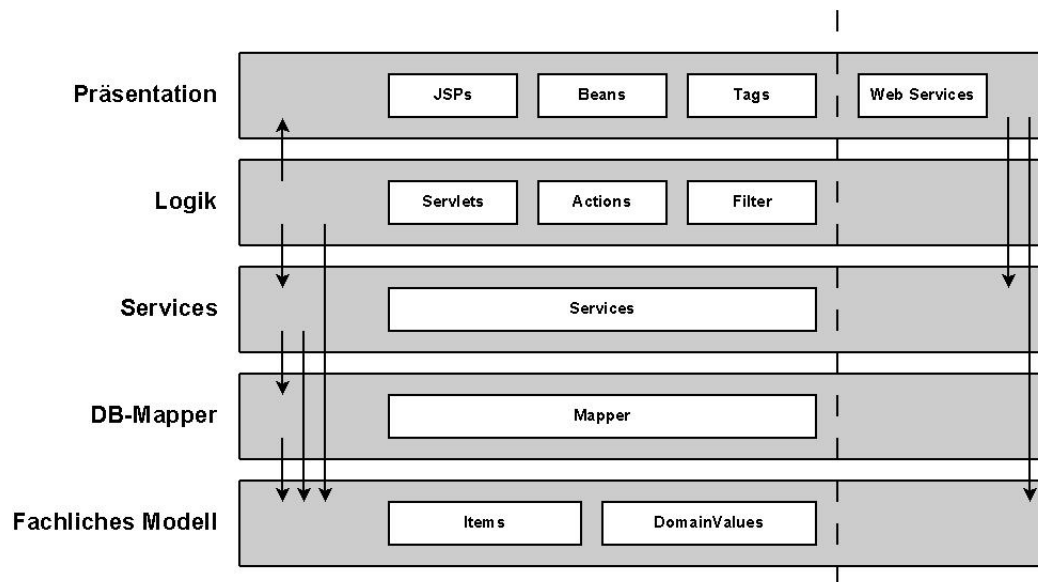 Präsentation
JSPs
Beans
Tags
Web Services
Logik
Servlets
Actions
Filter
Services
Services
DB-Mapper
Mapper
Fachliches Modell
Items
DomainValues